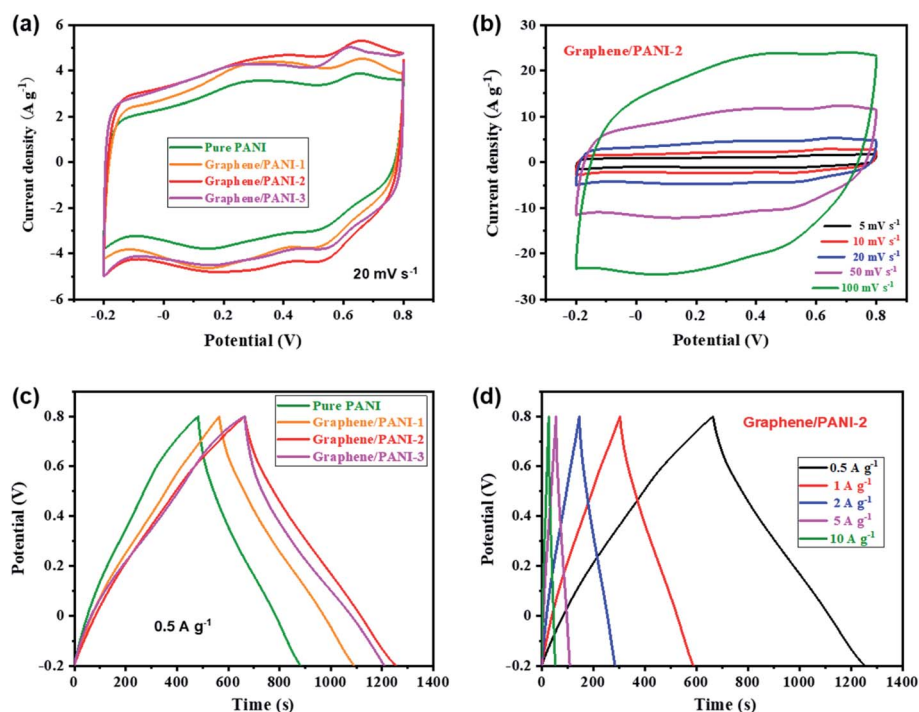 (a)
6
4
2
0
-2
-4
-6
Current density (A g⁻¹)
Pure PANI
Graphene/PANI-1
Graphene/PANI-2
Graphene/PANI-3
20 mV s⁻¹
-0.2 -0 0.2 0.4 0.6 0.8
Potential (V)
(b)
30
20
10
0
-10
-20
-30
Current density (A g⁻¹)
Graphene/PANI-2
5 mV s⁻¹
10 mV s⁻¹
20 mV s⁻¹
50 mV s⁻¹
100 mV s⁻¹
-0.2 -0 0.2 0.4 0.6 0.8
Potential (V)
(c)
0.8
0.6
0.4
0.2
0
-0.2
Potential (V)
Pure PANI
Graphene/PANI-1
Graphene/PANI-2
Graphene/PANI-3
0.5 A g⁻¹
0 200 400 600 800 1000 1200 1400
Time (s)
(d)
0.8
0.4
0
-0.2
Potential (V)
Graphene/PANI-2
0.5 A g⁻¹
1 A g⁻¹
2 A g⁻¹
5 A g⁻¹
10 A g⁻¹
0 200 400 600 800 1000 1200 1400
Time (s)